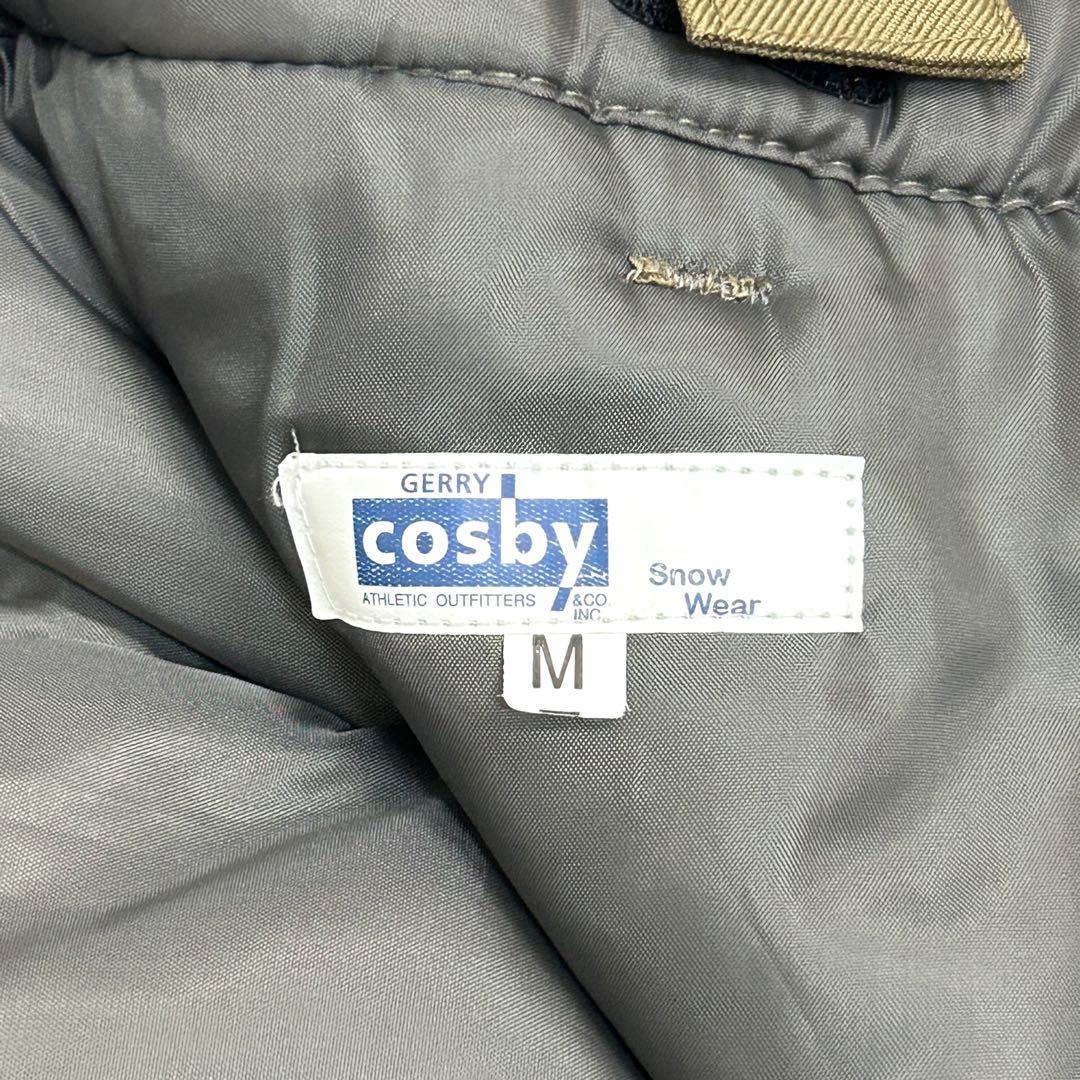 GERRY
cosby
ATHLETIC OUTFITTERS &CO.
INC.
Snow
Wear
M